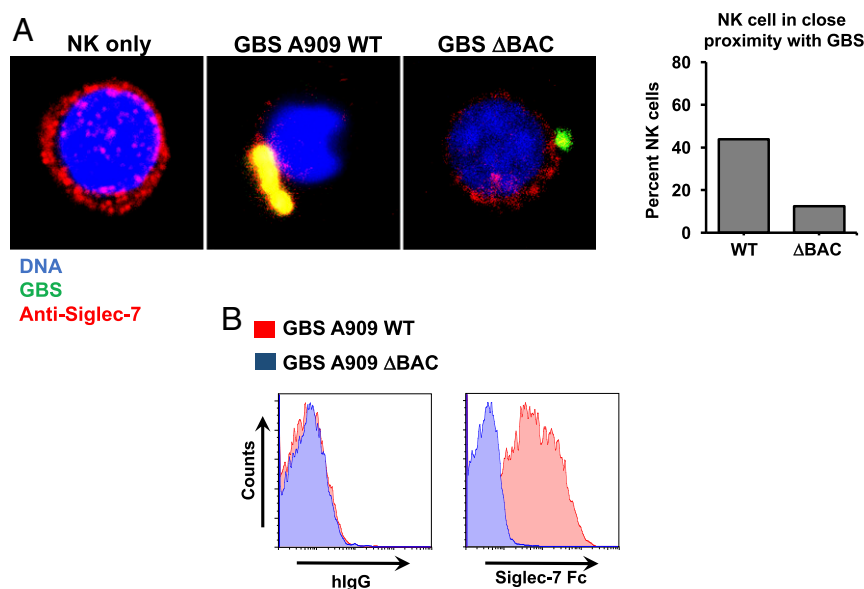 A
NK only
GBS A909 WT
GBS ΔBAC
DNA
GBS
Anti-Siglec-7
NK cell in close
proximity with GBS
Percent NK cells
80
60
40
20
0
WT
ΔBAC
B
GBS A909 WT
GBS A909 ΔBAC
Counts
hIgG
Siglec-7 Fc